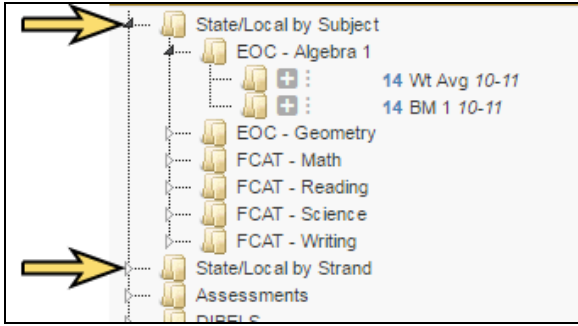 State/Local by Subject
EOC - Algebra 1
14 Wt Avg 10-11
14 BM 1 10-11
EOC - Geometry
FCAT - Math
FCAT - Reading
FCAT - Science
FCAT - Writing
State/Local by Strand
Assessments
DIBELS